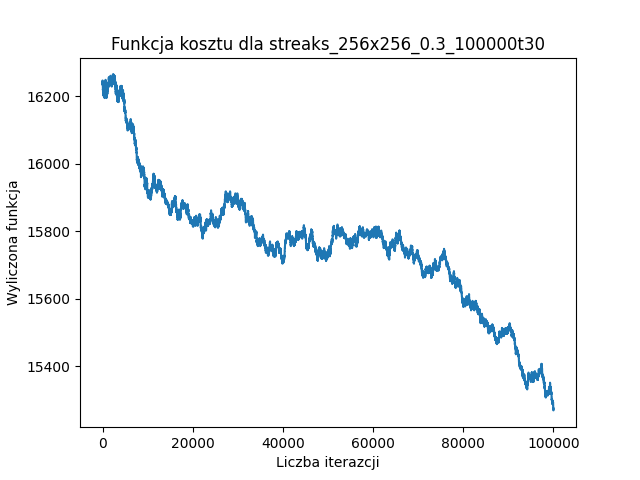 Funkcja kosztu dla streaks_256x256_0.3_100000t30
16200
16000
15800
15600
15400
Wyliczona funkcja
0 20000 40000 60000 80000 100000
Liczba iterazcji